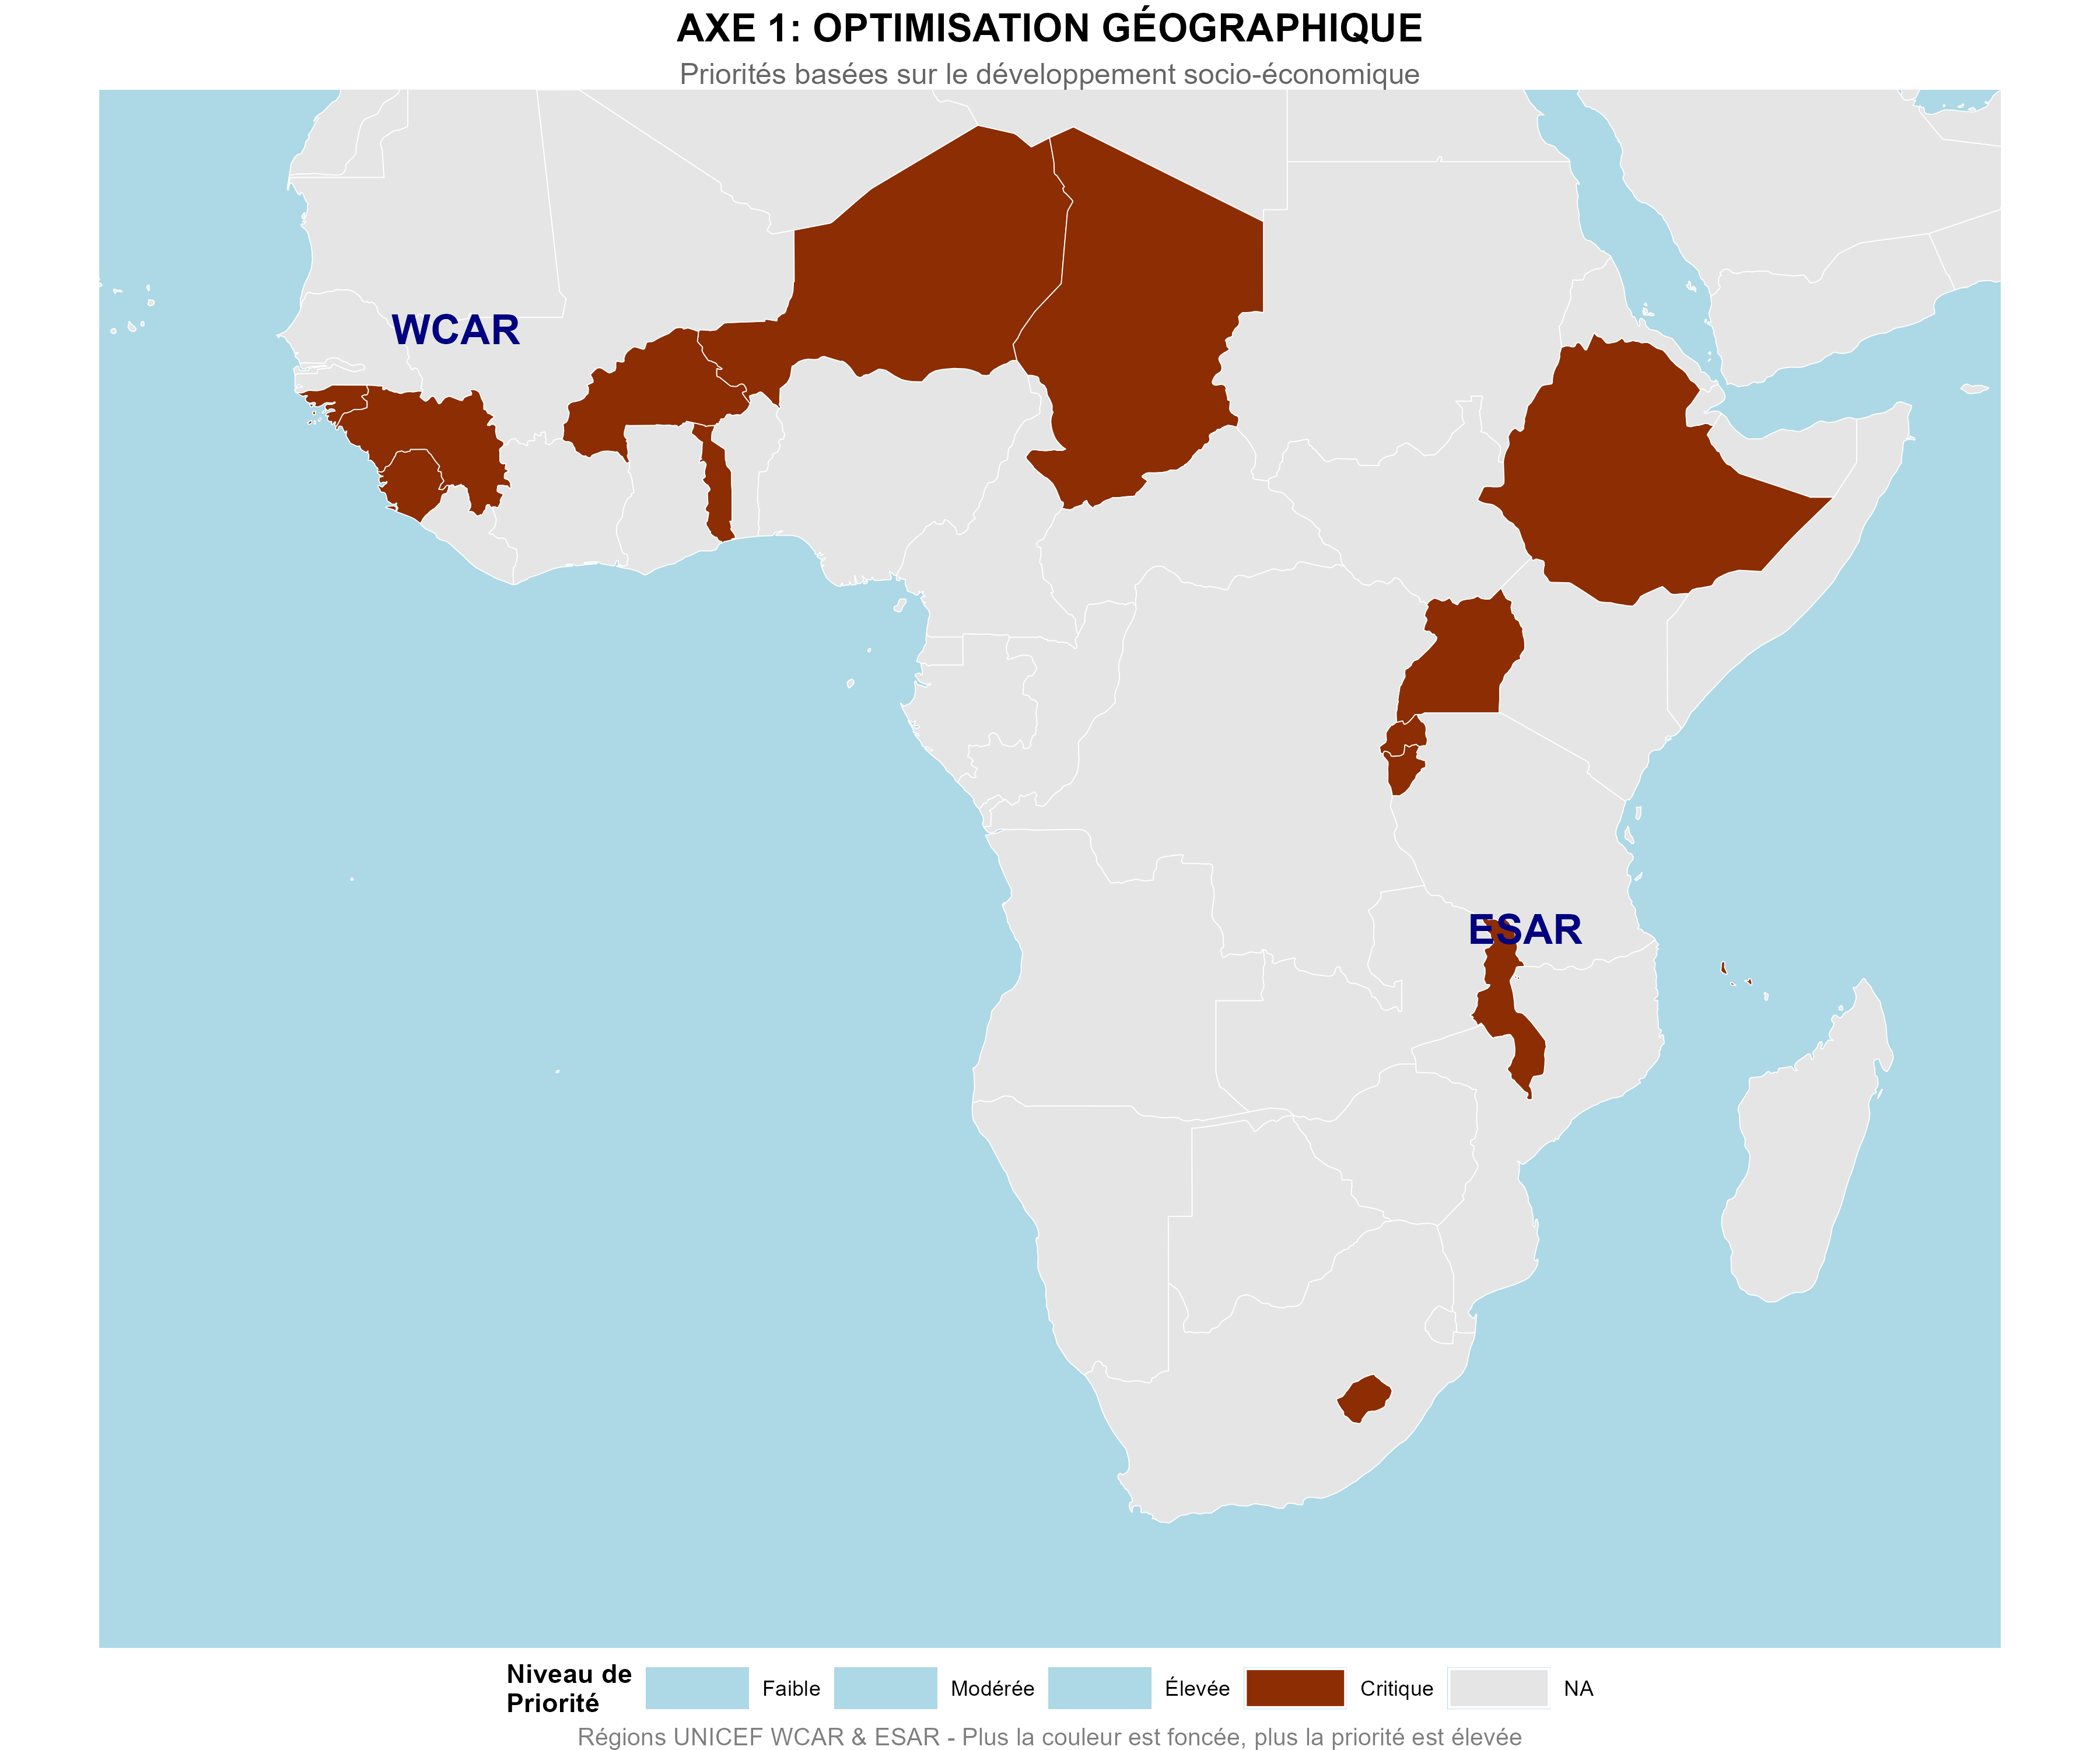 AXE 1: OPTIMISATION GÉOGRAPHIQUE
Priorités basées sur le développement socio-économique
WCAR
ESAR
Niveau de
Priorité
Faible
Modérée
Élevée
Critique
NA
Régions UNICEF WCAR & ESAR - Plus la couleur est foncée, plus la priorité est élevée